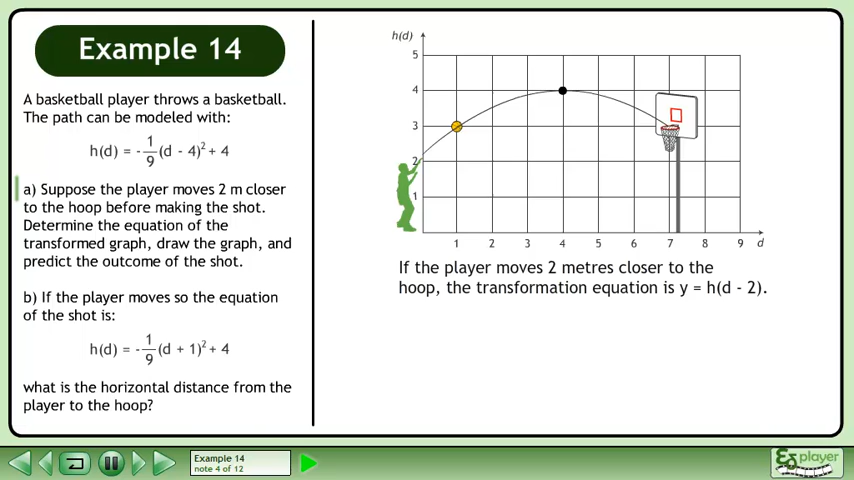 Example 14
A basketball player throws a basketball.
The path can be modeled with:
h(d) = -1/9(d - 4)² + 4
a) Suppose the player moves 2 m closer
to the hoop before making the shot.
Determine the equation of the
transformed graph, draw the graph, and
predict the outcome of the shot.
b) If the player moves so the equation
of the shot is:
h(d) = -1/9(d + 1)² + 4
what is the horizontal distance from the
player to the hoop?
h(d)
5
4
3
2
1
1 2 3 4 5 6 7 8 9 d
If the player moves 2 metres closer to the
hoop, the transformation equation is y = h(d - 2).
Example 14
note 4 of 12
E3 player